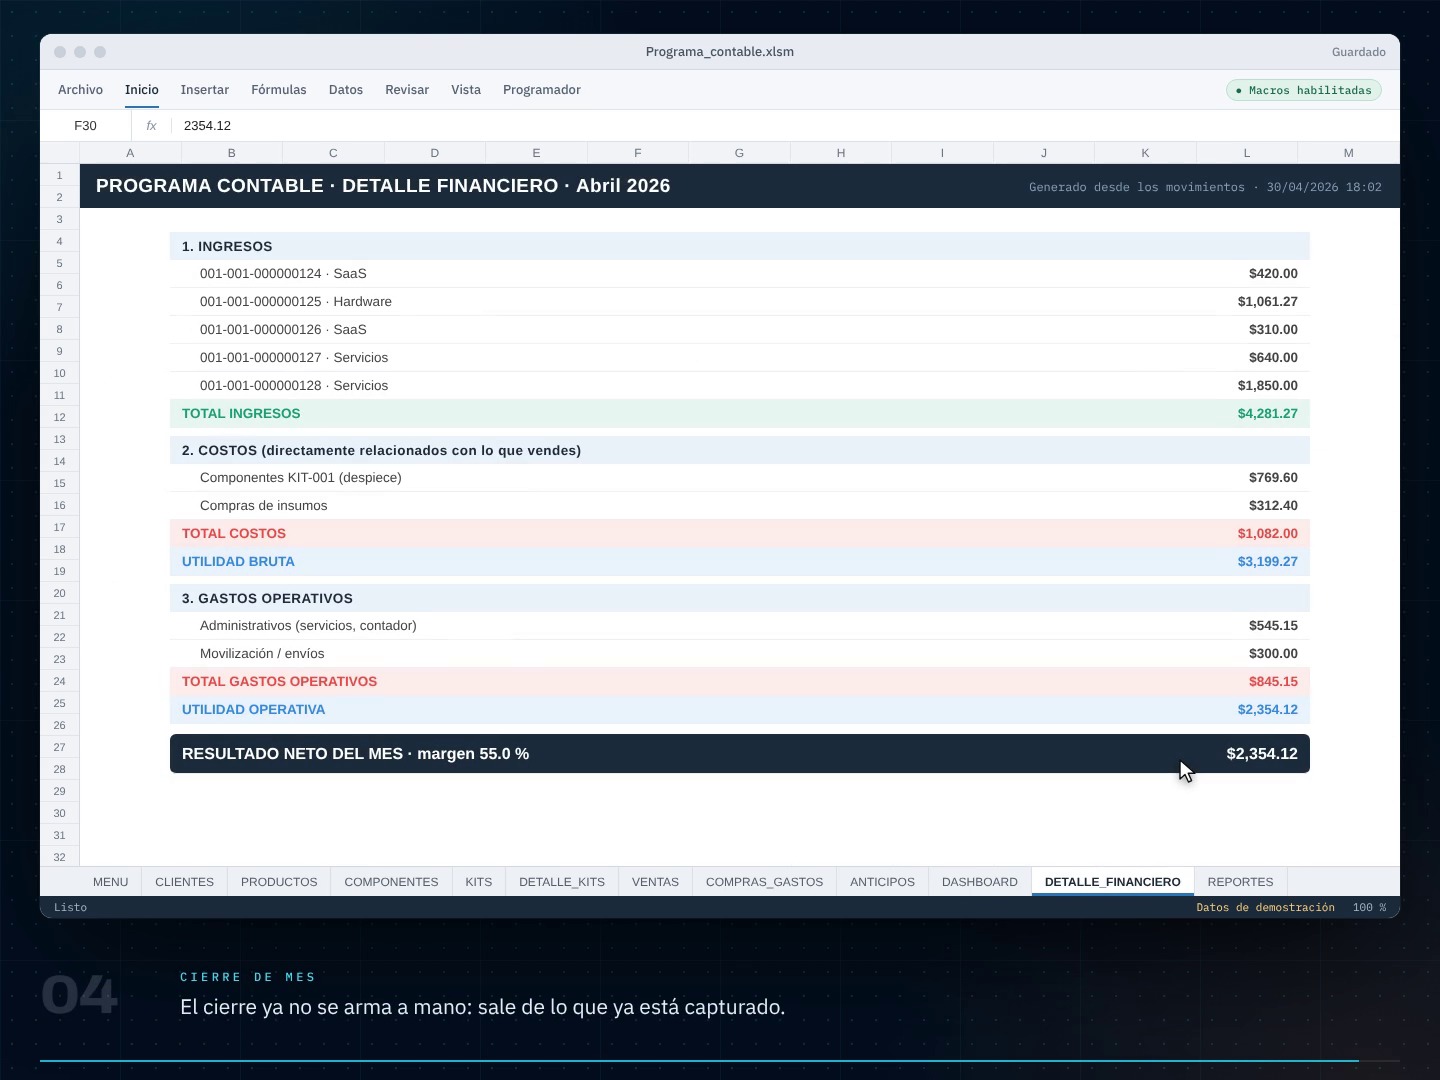 Programa_contable.xlsm
Guardado
Archivo Inicio Insertar Fórmulas Datos Revisar Vista Programador
● Macros habilitadas
F30 fx 2354.12
A B C D E F G H I J K L M
1
2
3
4
5
6
7
8
9
10
11
12
13
14
15
16
17
18
19
20
21
22
23
24
25
26
27
28
29
30
31
32
PROGRAMA CONTABLE · DETALLE FINANCIERO · Abril 2026
Generado desde los movimientos · 30/04/2026 18:02
1. INGRESOS
001-001-000000124 · SaaS $420.00
001-001-000000125 · Hardware $1,061.27
001-001-000000126 · SaaS $310.00
001-001-000000127 · Servicios $640.00
001-001-000000128 · Servicios $1,850.00
TOTAL INGRESOS $4,281.27
2. COSTOS (directamente relacionados con lo que vendes)
Componentes KIT-001 (despiece) $769.60
Compras de insumos $312.40
TOTAL COSTOS $1,082.00
UTILIDAD BRUTA $3,199.27
3. GASTOS OPERATIVOS
Administrativos (servicios, contador) $545.15
Movilización / envíos $300.00
TOTAL GASTOS OPERATIVOS $845.15
UTILIDAD OPERATIVA $2,354.12
RESULTADO NETO DEL MES · margen 55.0 % $2,354.12
MENU CLIENTES PRODUCTOS COMPONENTES KITS DETALLE_KITS VENTAS COMPRAS_GASTOS ANTICIPOS DASHBOARD DETALLE_FINANCIERO REPORTES
Listo
Datos de demostración 100 %
04
CIERRE DE MES
El cierre ya no se arma a mano: sale de lo que ya está capturado.